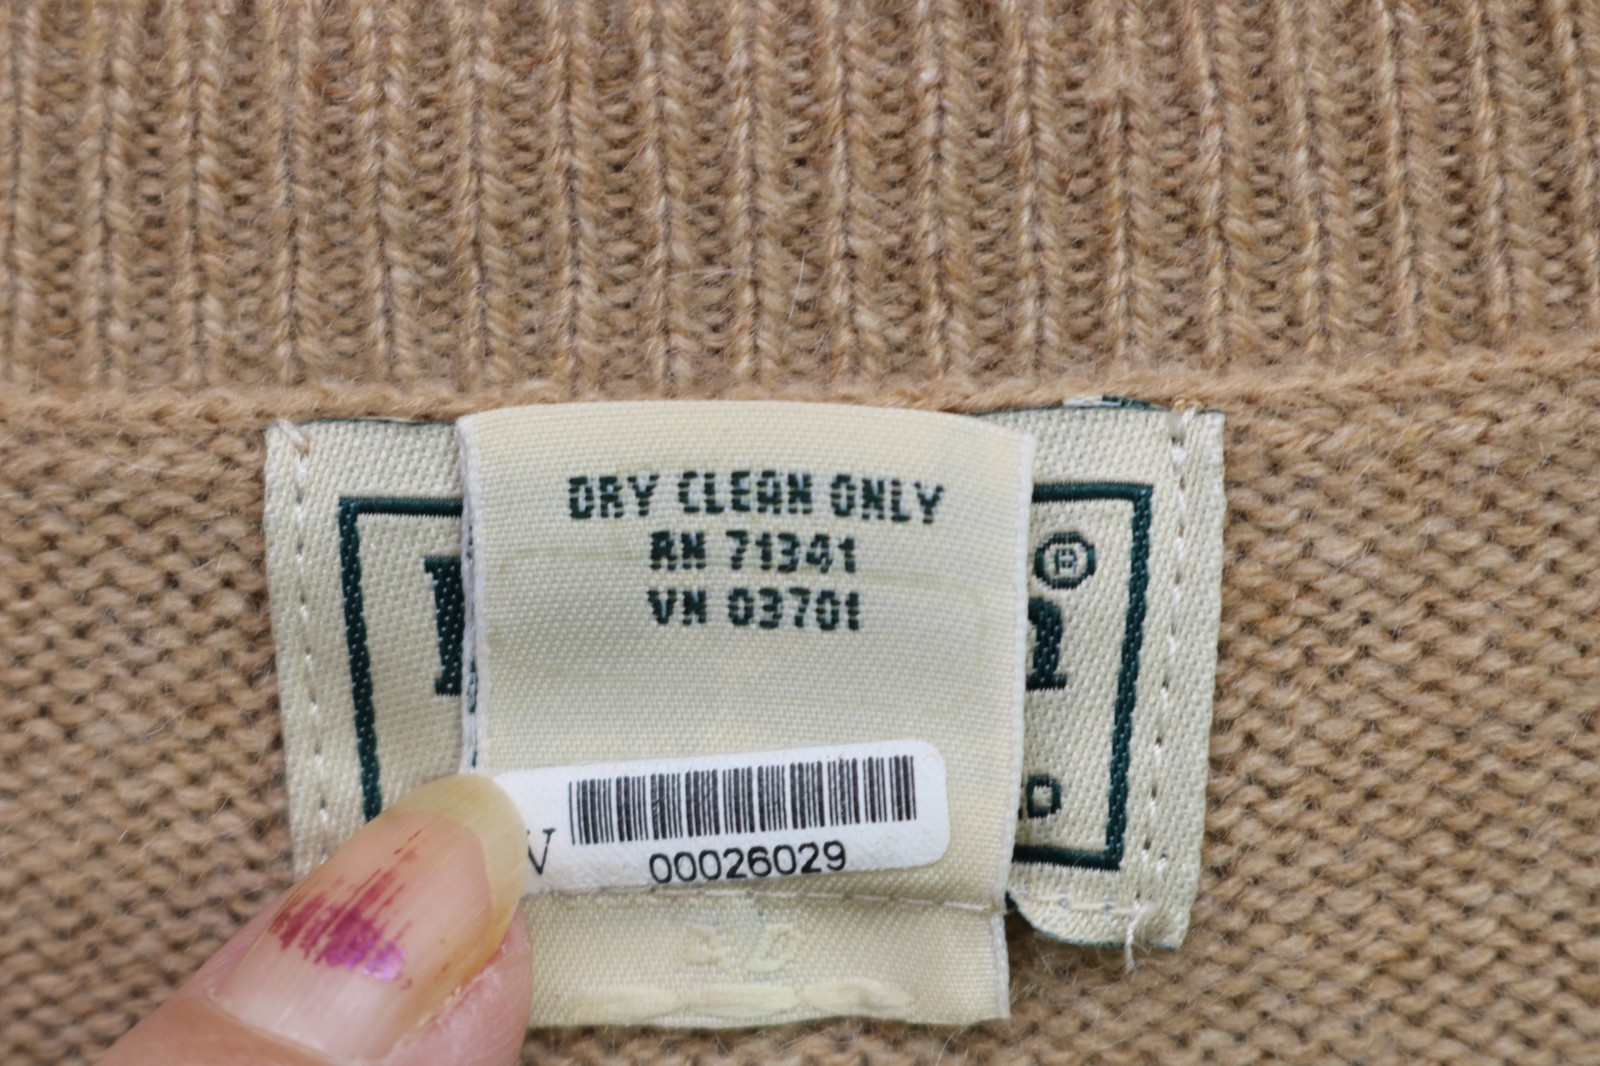 DRY CLEAN ONLY
RN 71341
VN 03701
®
00026029